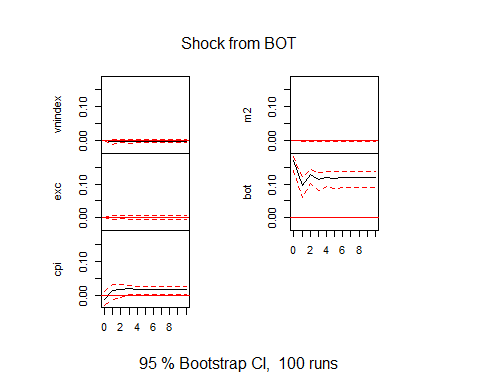 Shock from BOT
vnindex
0.00 0.10
exc
0.00 0.10
cpi
0.00 0.10
0 2 4 6 8
m2
0.00 0.10
bot
0.00 0.10
0 2 4 6 8
95 % Bootstrap CI, 100 runs